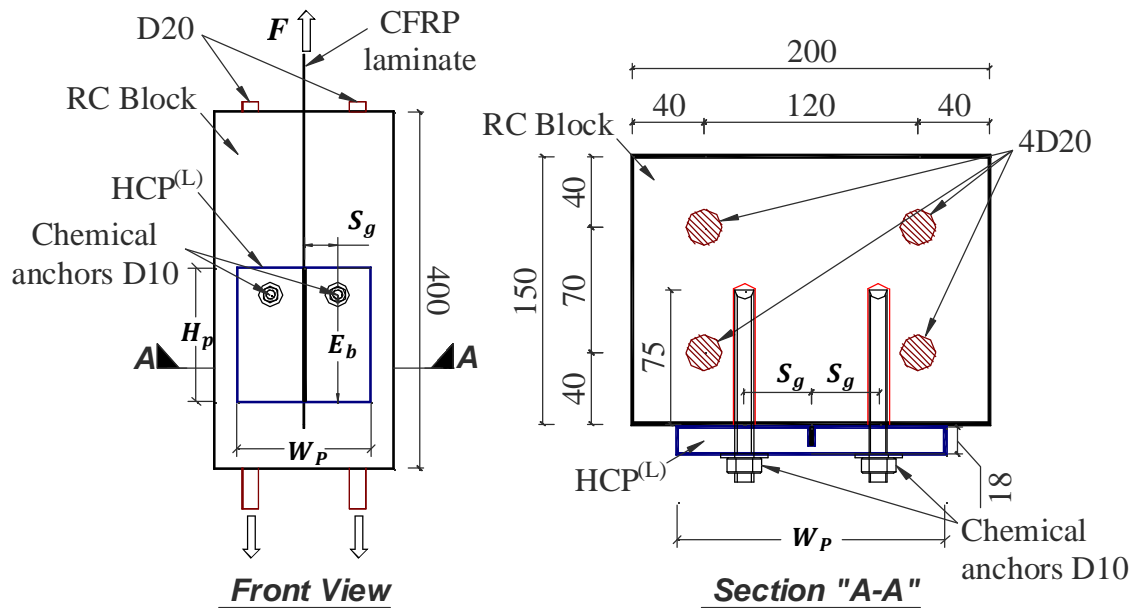 D20
F
CFRP
laminate
RC Block
HCP(L)
Sg
Chemical
anchors D10
400
Hp
Eb
A
A
WP
Front View
200
40
120
40
RC Block
4D20
40
150
70
75
Sg
Sg
40
HCP(L)
18
WP
Chemical
anchors D10
Section "A-A"